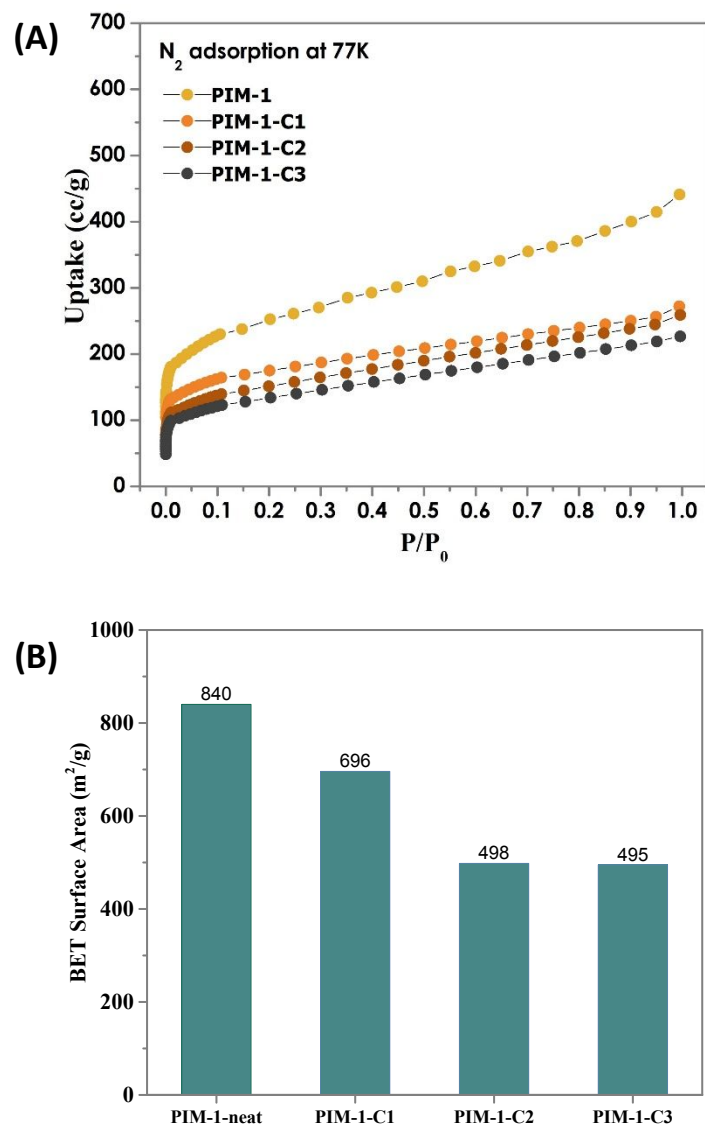 (A)
N2 adsorption at 77K
PIM-1
PIM-1-C1
PIM-1-C2
PIM-1-C3
Uptake (cc/g)
700
600
500
400
300
200
100
0
0.0 0.1 0.2 0.3 0.4 0.5 0.6 0.7 0.8 0.9 1.0
P/P0
(B)
BET Surface Area (m²/g)
1000
800
600
400
200
0
840
696
498
495
PIM-1-neat PIM-1-C1 PIM-1-C2 PIM-1-C3